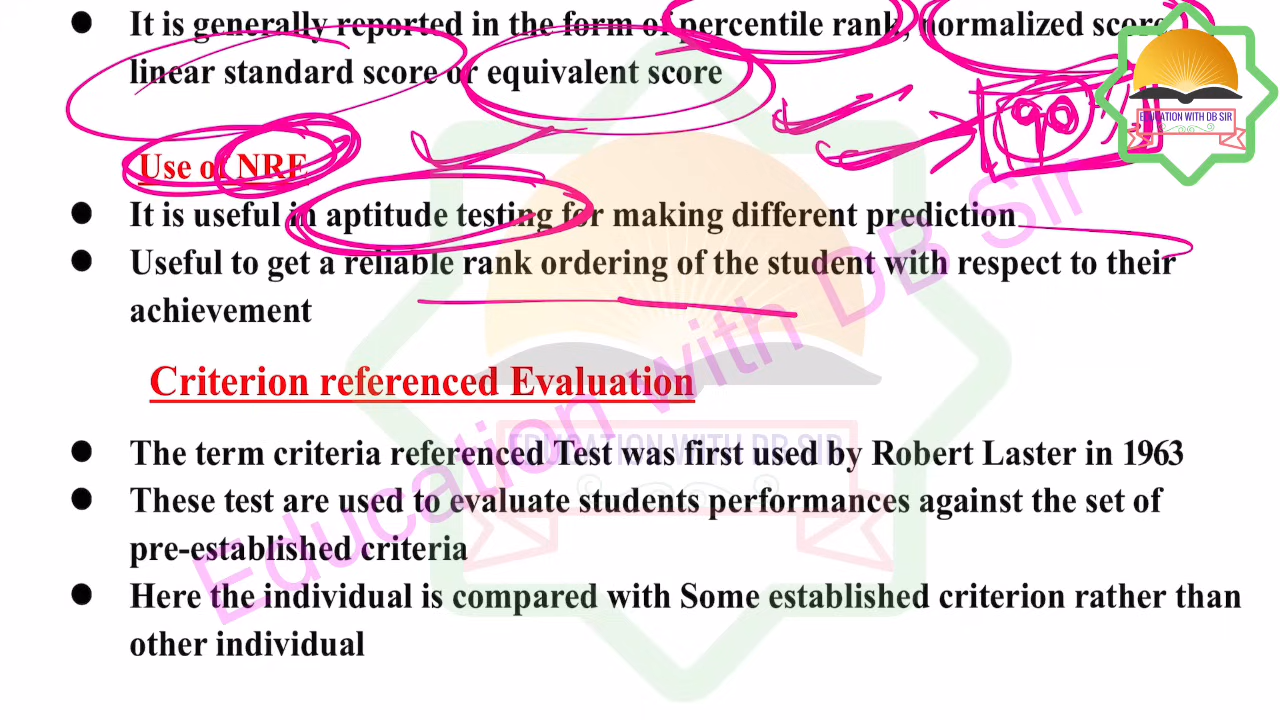 It is generally reported in the form of percentile rank, normalized score
linear standard score or equivalent score
90
EDUCATION WITH DB SIR
Use of NRE
It is useful in aptitude testing for making different prediction
Useful to get a reliable rank ordering of the student with respect to their
achievement
Criterion referenced Evaluation
EDUCATION WITH DB SIR
Education with DB Sir
The term criteria referenced Test was first used by Robert Laster in 1963
These test are used to evaluate students performances against the set of
pre-established criteria
Here the individual is compared with Some established criterion rather than
other individual